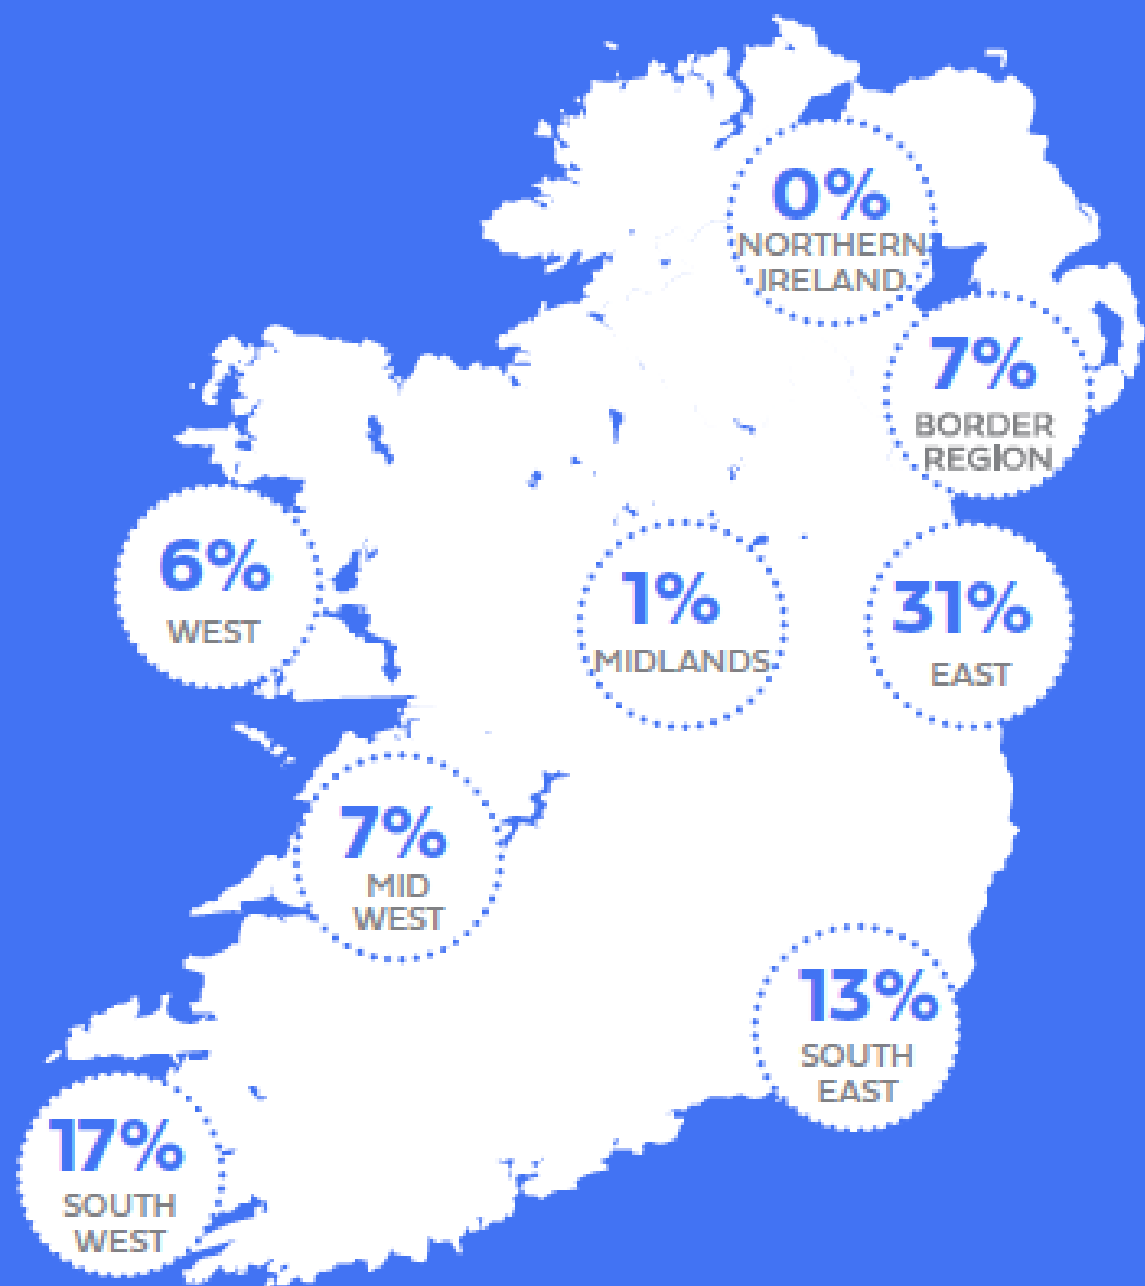 0%
NORTHERN
IRELAND
7%
BORDER
REGION
6%
WEST
1%
MIDLANDS
31%
EAST
7%
MID
WEST
13%
SOUTH
EAST
17%
SOUTH
WEST